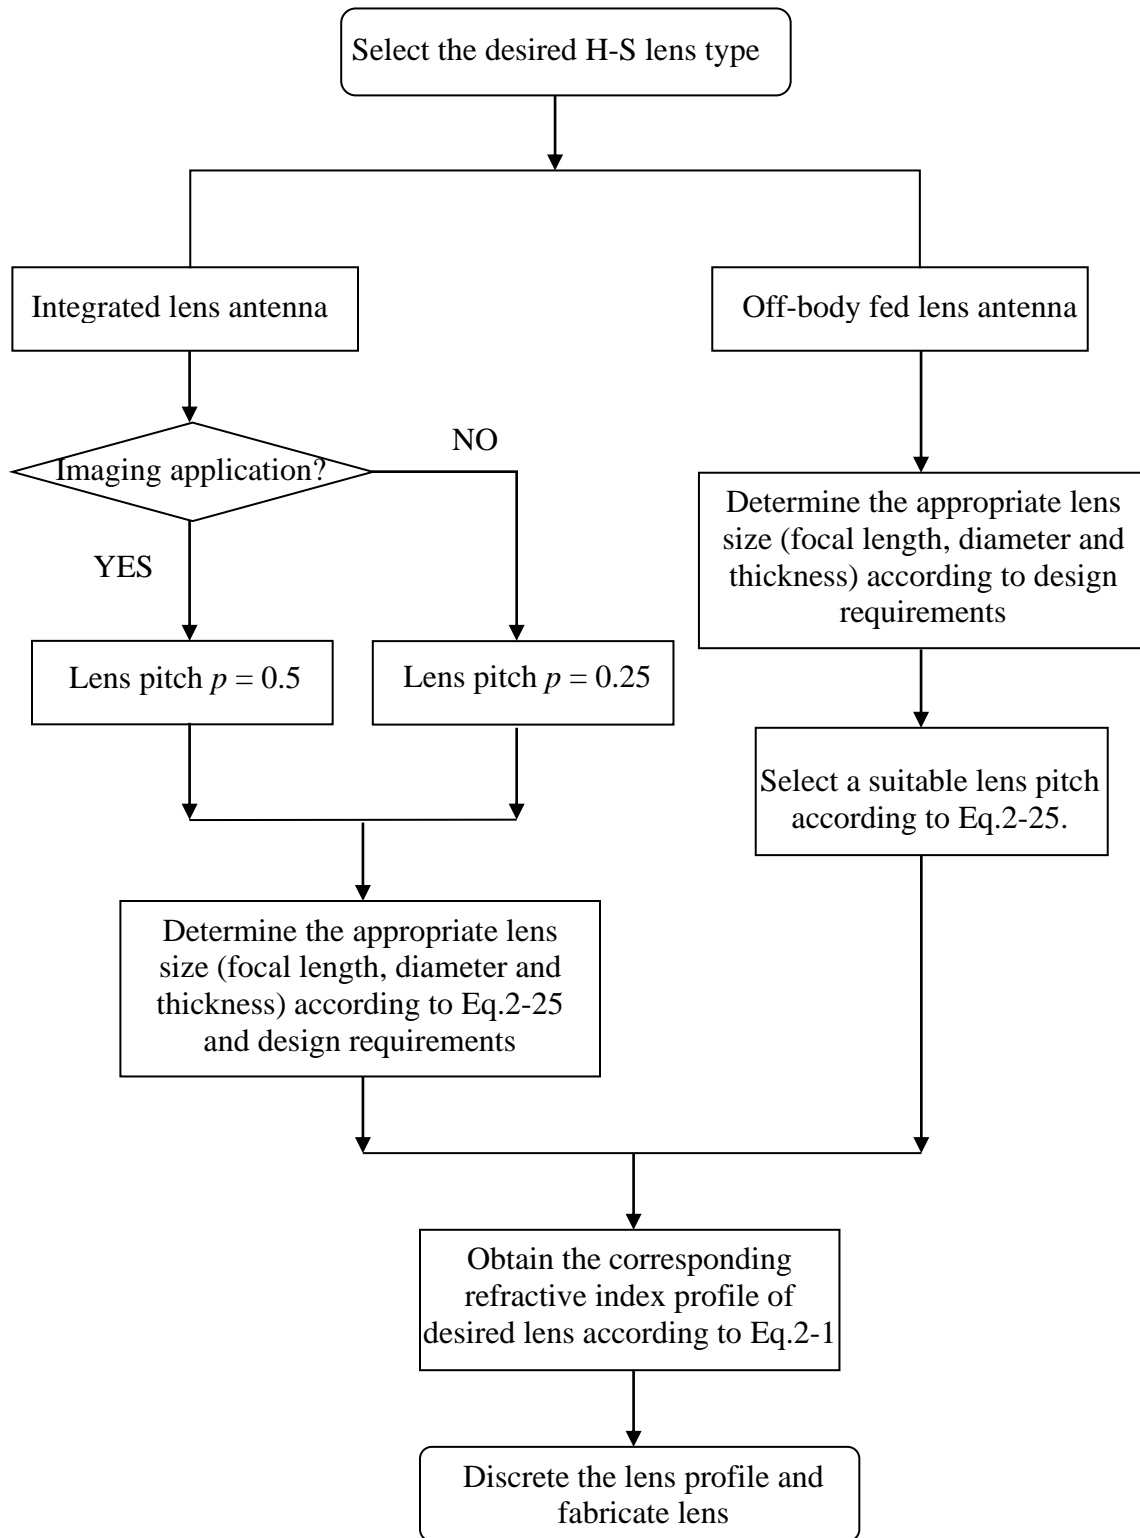 Select the desired H-S lens type
Integrated lens antenna
Off-body fed lens antenna
Imaging application?
NO
YES
Determine the appropriate lens
size (focal length, diameter and
thickness) according to design
requirements
Lens pitch p = 0.5
Lens pitch p = 0.25
Select a suitable lens pitch
according to Eq.2-25.
Determine the appropriate lens
size (focal length, diameter and
thickness) according to Eq.2-25
and design requirements
Obtain the corresponding
refractive index profile of
desired lens according to Eq.2-1
Discrete the lens profile and
fabricate lens